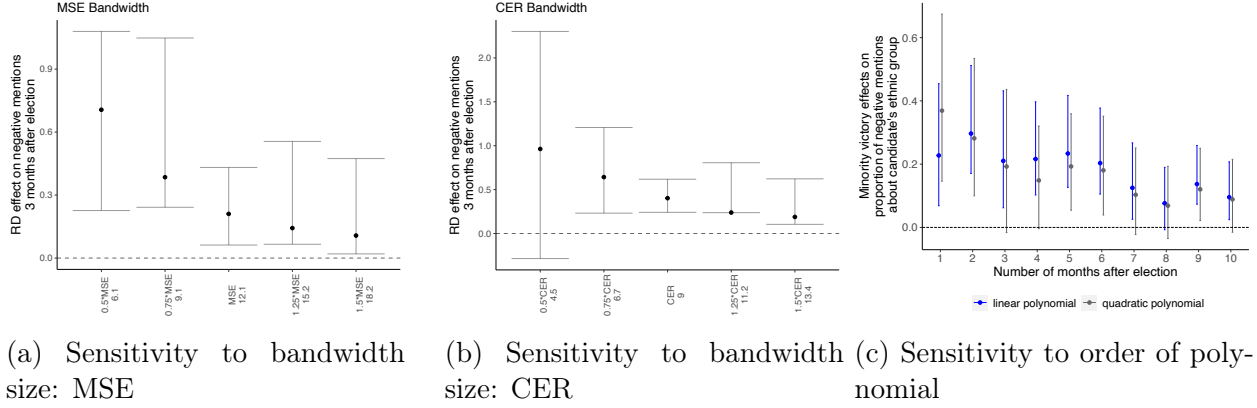 MSE Bandwidth
RD effect on negative mentions
3 months after election
0.9
0.6
0.3
0.0
0.5*MSE
6.1
0.75*MSE
9.1
MSE
12.1
1.25*MSE
15.2
1.5*MSE
18.2
(a) Sensitivity to bandwidth
size: MSE
CER Bandwidth
RD effect on negative mentions
3 months after election
2.0
1.5
1.0
0.5
0.0
0.5*CER
4.5
0.75*CER
6.7
CER
9
1.25*CER
11.2
1.5*CER
13.4
(b) Sensitivity to bandwidth
size: CER
Minority victory effects on
proportion of negative mentions
about candidate's ethnic group
0.6
0.4
0.2
0.0
1 2 3 4 5 6 7 8 9 10
Number of months after election
linear polynomial quadratic polynomial
(c) Sensitivity to order of poly-
nomial